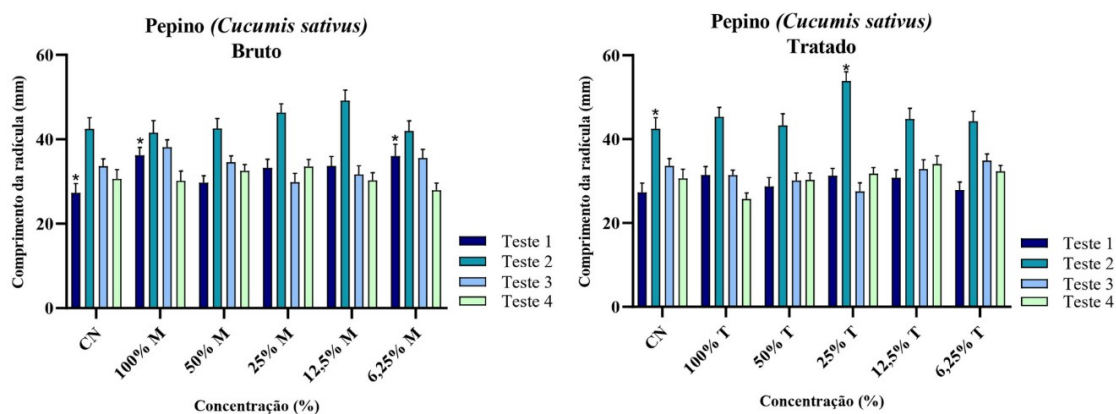 Pepino (Cucumis sativus)
Bruto
Comprimento da radícula (mm)
60
40
20
0
*
*
*
Teste 1
Teste 2
Teste 3
Teste 4
CN
100% M
50% M
25% M
12,5% M
6,25% M
Concentração (%)
Pepino (Cucumis sativus)
Tratado
Comprimento da radícula (mm)
60
40
20
0
*
*
Teste 1
Teste 2
Teste 3
Teste 4
CN
100% T
50% T
25% T
12,5% T
6,25% T
Concentração (%)